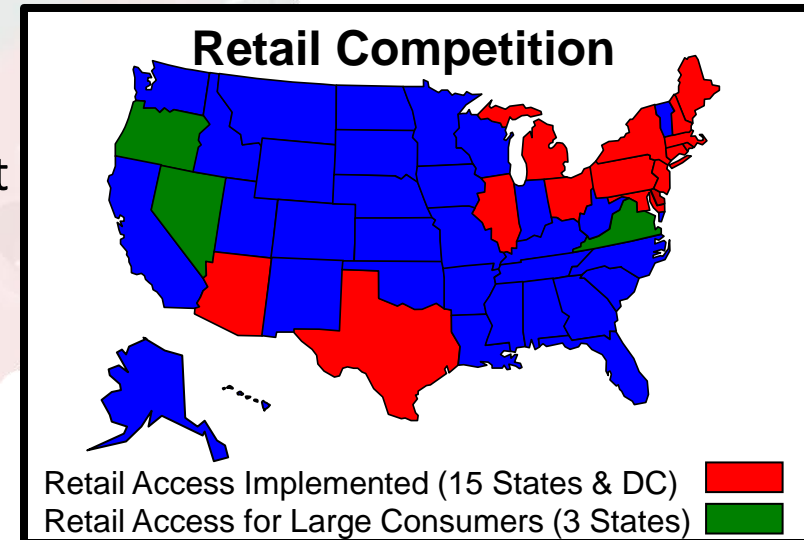 Retail Competition
t
Retail Access Implemented (15 States & DC)
Retail Access for Large Consumers (3 States)